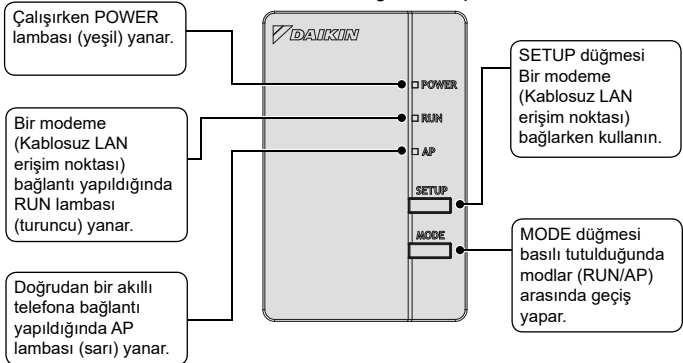 Çalışırken POWER
lambası (yeşil) yanar.
Bir modeme
(Kablosuz LAN
erişim noktası)
bağlantı yapıldığında
RUN lambası
(turuncu) yanar.
Doğrudan bir akıllı
telefona bağlantı
yapıldığında AP
lambası (sarı) yanar.
DAIKIN
POWER
RUN
AP
SETUP
MODE
SETUP düğmesi
Bir modeme
(Kablosuz LAN
erişim noktası)
bağlarken kullanın.
MODE düğmesi
basılı tutulduğunda
modlar (RUN/AP)
arasında geçiş
yapar.